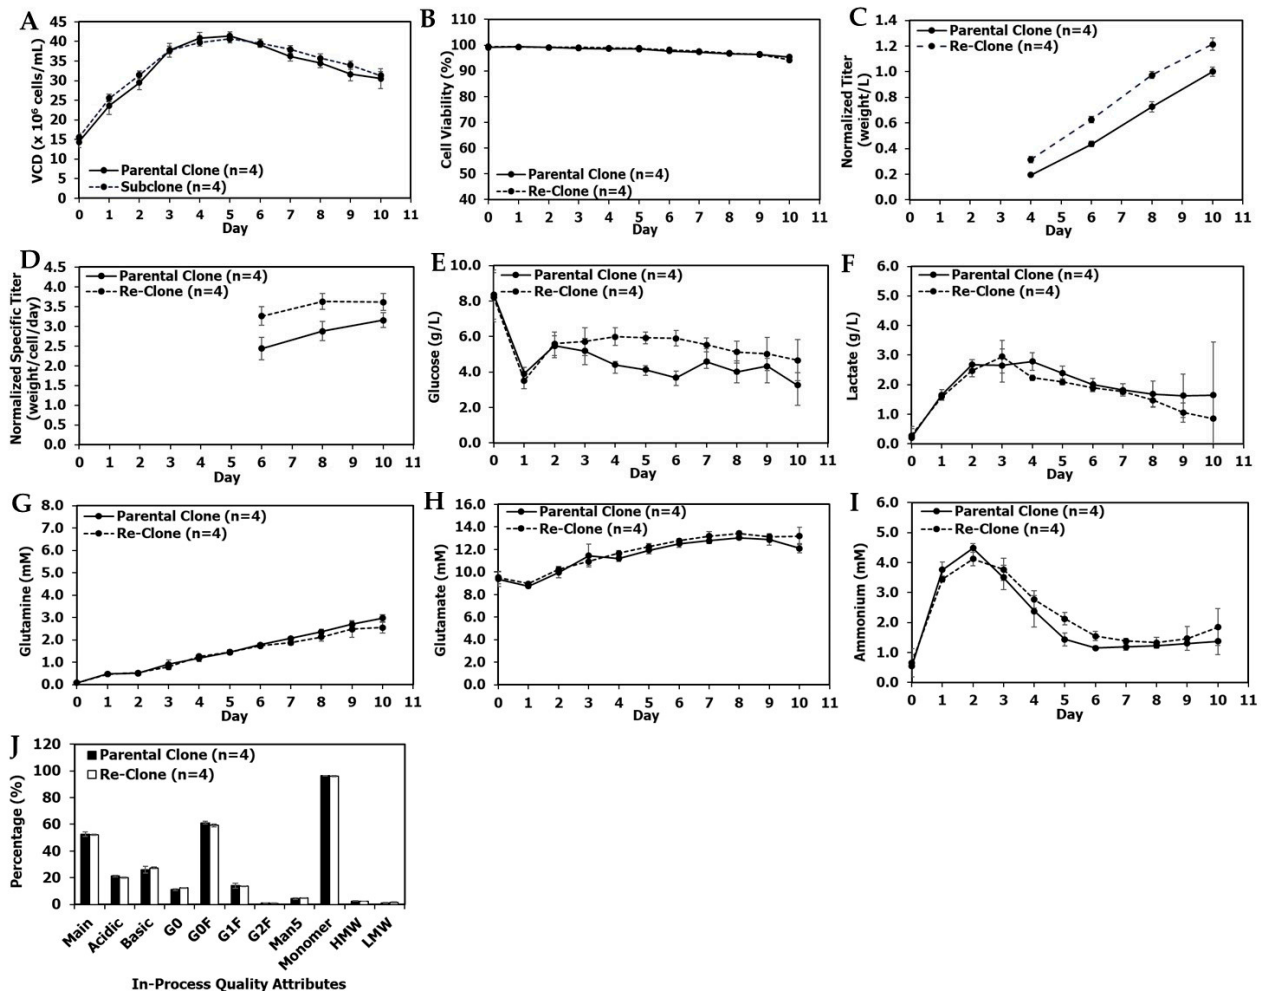 A
VCD (x 10⁶ cells/mL)
45
40
35
30
25
20
15
10
5
0
Parental Clone (n=4)
Subclone (n=4)
0 1 2 3 4 5 6 7 8 9 10 11
Day
B
Cell Viability (%)
110
100
90
80
70
60
50
40
Parental Clone (n=4)
Re-Clone (n=4)
0 1 2 3 4 5 6 7 8 9 10 11
Day
C
Normalized Titer
(weight/L)
1.4
1.2
1.0
0.8
0.6
0.4
0.2
0.0
Parental Clone (n=4)
Re-Clone (n=4)
0 1 2 3 4 5 6 7 8 9 10 11
Day
D
Normalized Specific Titer
(weight/cell/day)
4.5
4.0
3.5
3.0
2.5
2.0
1.5
1.0
0.5
0.0
Parental Clone (n=4)
Re-Clone (n=4)
0 1 2 3 4 5 6 7 8 9 10 11
Day
E
Glucose (g/L)
10.0
8.0
6.0
4.0
2.0
0.0
Parental Clone (n=4)
Re-Clone (n=4)
0 1 2 3 4 5 6 7 8 9 10 11
Day
F
Lactate (g/L)
6.0
5.0
4.0
3.0
2.0
1.0
0.0
Parental Clone (n=4)
Re-Clone (n=4)
0 1 2 3 4 5 6 7 8 9 10 11
Day
G
Glutamine (mM)
8.0
7.0
6.0
5.0
4.0
3.0
2.0
1.0
0.0
Parental Clone (n=4)
Re-Clone (n=4)
0 1 2 3 4 5 6 7 8 9 10 11
Day
H
Glutamate (mM)
16.0
14.0
12.0
10.0
8.0
6.0
4.0
2.0
0.0
Parental Clone (n=4)
Re-Clone (n=4)
0 1 2 3 4 5 6 7 8 9 10 11
Day
I
Ammonium (mM)
6.0
5.0
4.0
3.0
2.0
1.0
0.0
Parental Clone (n=4)
Re-Clone (n=4)
0 1 2 3 4 5 6 7 8 9 10 11
Day
J
Percentage (%)
120
100
80
60
40
20
0
Parental Clone (n=4)
Re-Clone (n=4)
Main Acidic Basic G0 G0F G1F G2F Man5 Monomer HMW LMW
In-Process Quality Attributes